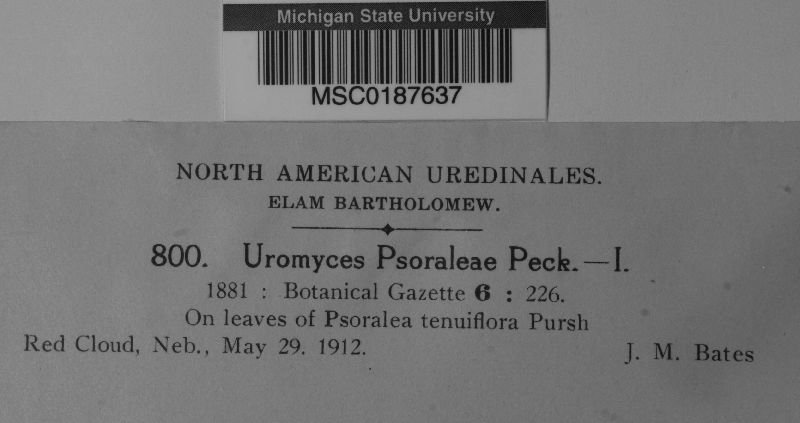 Michigan State University
MSC0187637
NORTH AMERICAN UREDINALES.
ELAM BARTHOLOMEW.
800. Uromyces Psoraleae Peck.—I.
1881 : Botanical Gazette 6 : 226.
On leaves of Psoralea tenuiflora Pursh
Red Cloud, Neb., May 29. 1912. J. M. Bates